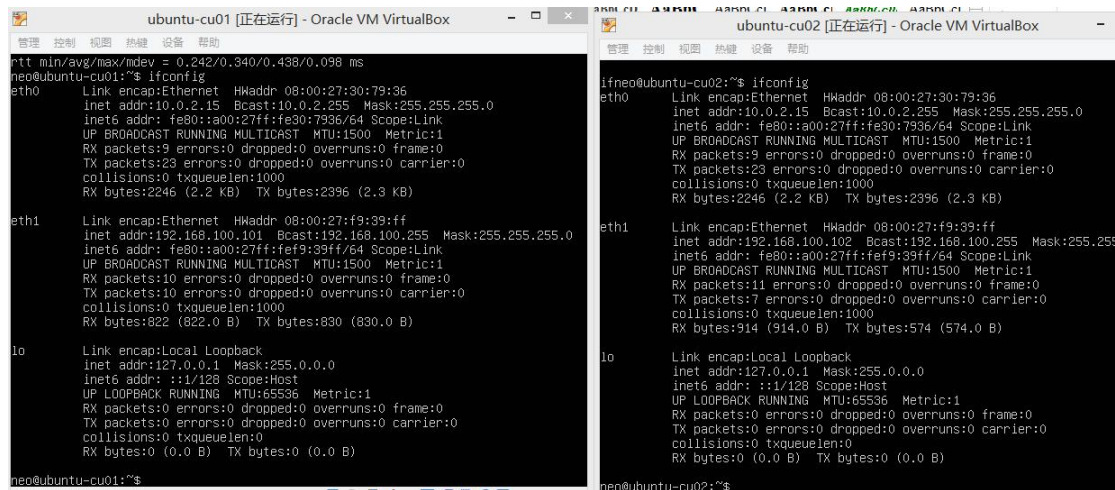 ubuntu-cu01 [正在运行] - Oracle VM VirtualBox
管理 控制 视图 热键 设备 帮助
rtt min/avg/max/mdev = 0.242/0.340/0.438/0.098 ms
neo@ubuntu-cu01:~$ ifconfig
eth0 Link encap:Ethernet HWaddr 08:00:27:30:79:36
inet addr:10.0.2.15 Bcast:10.0.2.255 Mask:255.255.255.0
inet6 addr: fe80::a00:27ff:fe30:7936/64 Scope:Link
UP BROADCAST RUNNING MULTICAST MTU:1500 Metric:1
RX packets:9 errors:0 dropped:0 overruns:0 frame:0
TX packets:23 errors:0 dropped:0 overruns:0 carrier:0
collisions:0 txqueuelen:1000
RX bytes:2246 (2.2 KB) TX bytes:2396 (2.3 KB)
eth1 Link encap:Ethernet HWaddr 08:00:27:f9:39:ff
inet addr:192.168.100.101 Bcast:192.168.100.255 Mask:255.255.255.0
inet6 addr: fe80::a00:27ff:fef9:39ff/64 Scope:Link
UP BROADCAST RUNNING MULTICAST MTU:1500 Metric:1
RX packets:10 errors:0 dropped:0 overruns:0 frame:0
TX packets:10 errors:0 dropped:0 overruns:0 carrier:0
collisions:0 txqueuelen:1000
RX bytes:822 (822.0 B) TX bytes:830 (830.0 B)
lo Link encap:Local Loopback
inet addr:127.0.0.1 Mask:255.0.0.0
inet6 addr: ::1/128 Scope:Host
UP LOOPBACK RUNNING MTU:65536 Metric:1
RX packets:0 errors:0 dropped:0 overruns:0 frame:0
TX packets:0 errors:0 dropped:0 overruns:0 carrier:0
collisions:0 txqueuelen:0
RX bytes:0 (0.0 B) TX bytes:0 (0.0 B)
neo@ubuntu-cu01:~$
ubuntu-cu02 [正在运行] - Oracle VM VirtualBox
管理 控制 视图 热键 设备 帮助
ifneo@ubuntu-cu02:~$ ifconfig
eth0 Link encap:Ethernet HWaddr 08:00:27:30:79:36
inet addr:10.0.2.15 Bcast:10.0.2.255 Mask:255.255.255.0
inet6 addr: fe80::a00:27ff:fe30:7936/64 Scope:Link
UP BROADCAST RUNNING MULTICAST MTU:1500 Metric:1
RX packets:9 errors:0 dropped:0 overruns:0 frame:0
TX packets:23 errors:0 dropped:0 overruns:0 carrier:0
collisions:0 txqueuelen:1000
RX bytes:2246 (2.2 KB) TX bytes:2396 (2.3 KB)
eth1 Link encap:Ethernet HWaddr 08:00:27:f9:39:ff
inet addr:192.168.100.102 Bcast:192.168.100.255 Mask:255.255
inet6 addr: fe80::a00:27ff:fef9:39ff/64 Scope:Link
UP BROADCAST RUNNING MULTICAST MTU:1500 Metric:1
RX packets:11 errors:0 dropped:0 overruns:0 frame:0
TX packets:7 errors:0 dropped:0 overruns:0 carrier:0
collisions:0 txqueuelen:1000
RX bytes:914 (914.0 B) TX bytes:574 (574.0 B)
lo Link encap:Local Loopback
inet addr:127.0.0.1 Mask:255.0.0.0
inet6 addr: ::1/128 Scope:Host
UP LOOPBACK RUNNING MTU:65536 Metric:1
RX packets:0 errors:0 dropped:0 overruns:0 frame:0
TX packets:0 errors:0 dropped:0 overruns:0 carrier:0
collisions:0 txqueuelen:0
RX bytes:0 (0.0 B) TX bytes:0 (0.0 B)
neo@ubuntu-cu02:~$